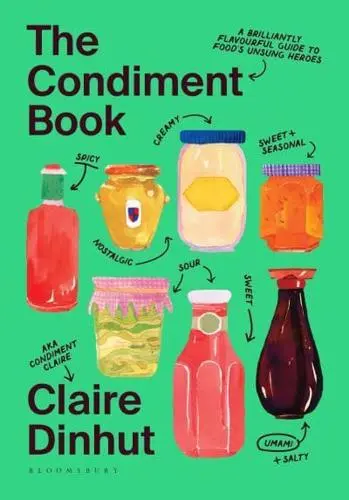 The
Condiment
Book
A BRILLIANTLY
FLAVOURFUL GUIDE TO
FOOD'S UNSUNG HEROES
CREAMY
SWEET +
SEASONAL
SPICY
NOSTALGIC
SOUR
SWEET
AKA
CONDIMENT
CLAIRE
Claire
Dinhut
UMAMI
+ SALTY
BLOOMSBURY